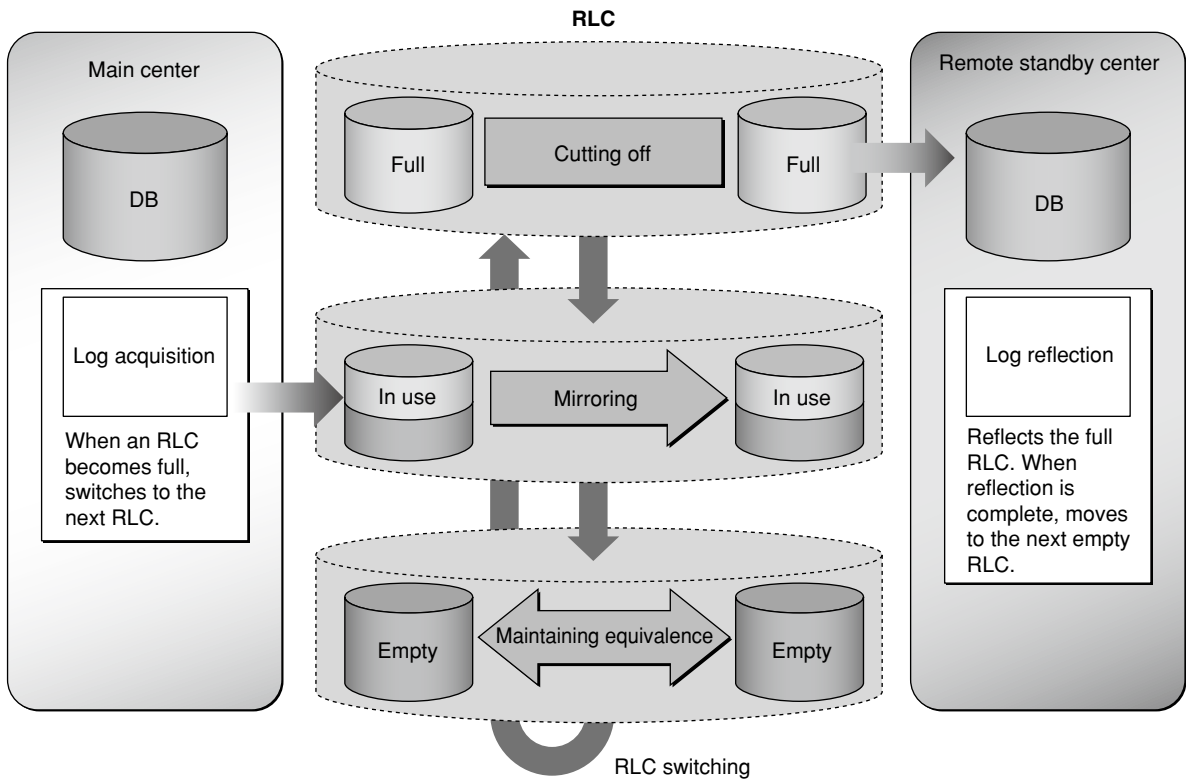 RLC
Main center
DB
Log acquisition
When an RLC
becomes full,
switches to the
next RLC.
Full
Cutting off
Full
In use
Mirroring
In use
Empty
Maintaining equivalence
Empty
RLC switching
Remote standby center
DB
Log reflection
Reflects the full
RLC. When
reflection is
complete, moves
to the next empty
RLC.